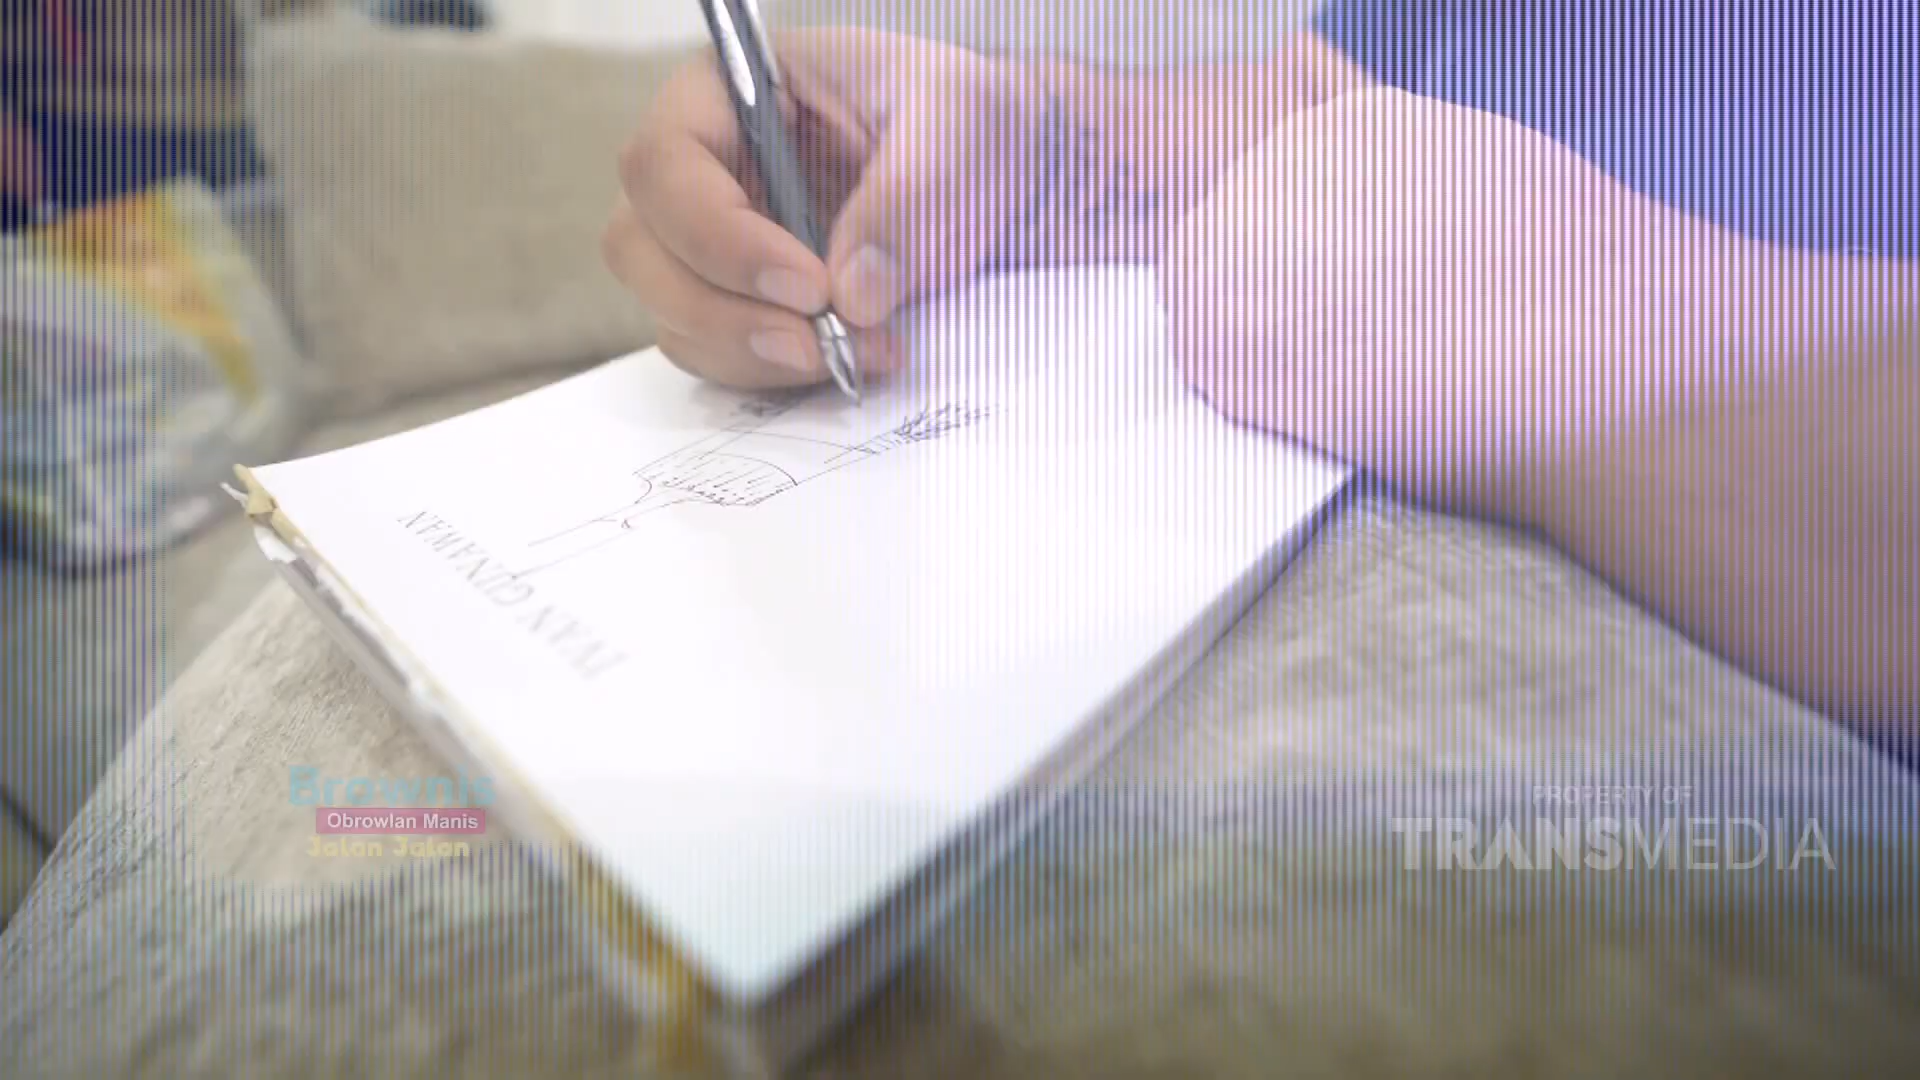 IVAN GUNAWAN
Brownis
Obrowlan Manis
Jalan Jalan
PROPERTY OF
TRANSMEDIA